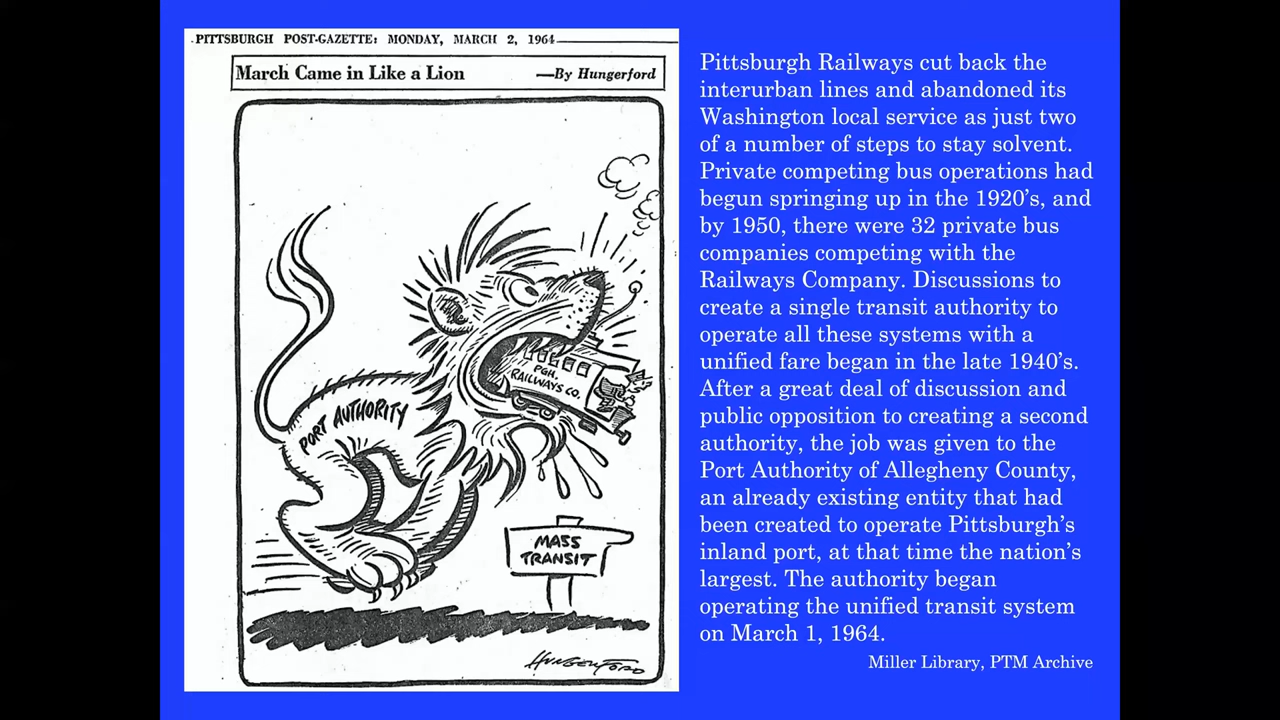 PITTSBURGH POST-GAZETTE: MONDAY, MARCH 2, 1964
March Came in Like a Lion —By Hungerford
PGH.
RAILWAYS CO.
PORT AUTHORITY
MASS
TRANSIT
HUNGERFORD
Pittsburgh Railways cut back the
interurban lines and abandoned its
Washington local service as just two
of a number of steps to stay solvent.
Private competing bus operations had
begun springing up in the 1920's, and
by 1950, there were 32 private bus
companies competing with the
Railways Company. Discussions to
create a single transit authority to
operate all these systems with a
unified fare began in the late 1940's.
After a great deal of discussion and
public opposition to creating a second
authority, the job was given to the
Port Authority of Allegheny County,
an already existing entity that had
been created to operate Pittsburgh's
inland port, at that time the nation's
largest. The authority began
operating the unified transit system
on March 1, 1964.
Miller Library, PTM Archive